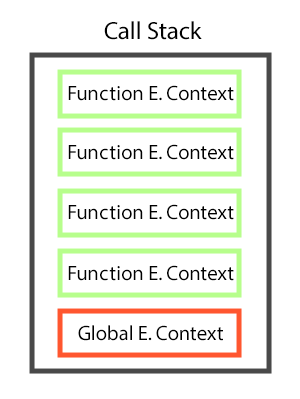 Call Stack
Function E. Context
Function E. Context
Function E. Context
Function E. Context
Global E. Context